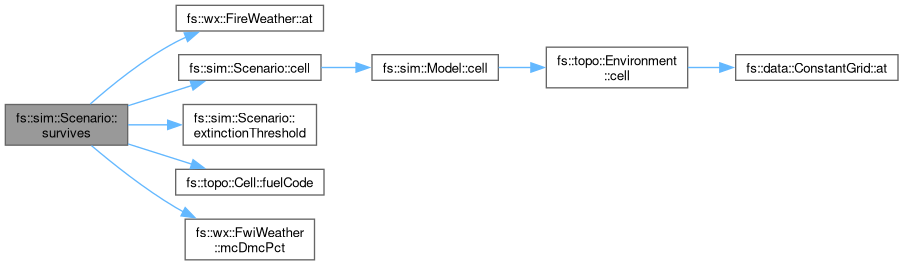 fs::sim::Scenario::
survives
fs::wx::FireWeather::at
fs::sim::Scenario::cell
fs::sim::Model::cell
fs::topo::Environment
::cell
fs::data::ConstantGrid::at
fs::sim::Scenario::
extinctionThreshold
fs::topo::Cell::fuelCode
fs::wx::FwiWeather
::mcDmcPct